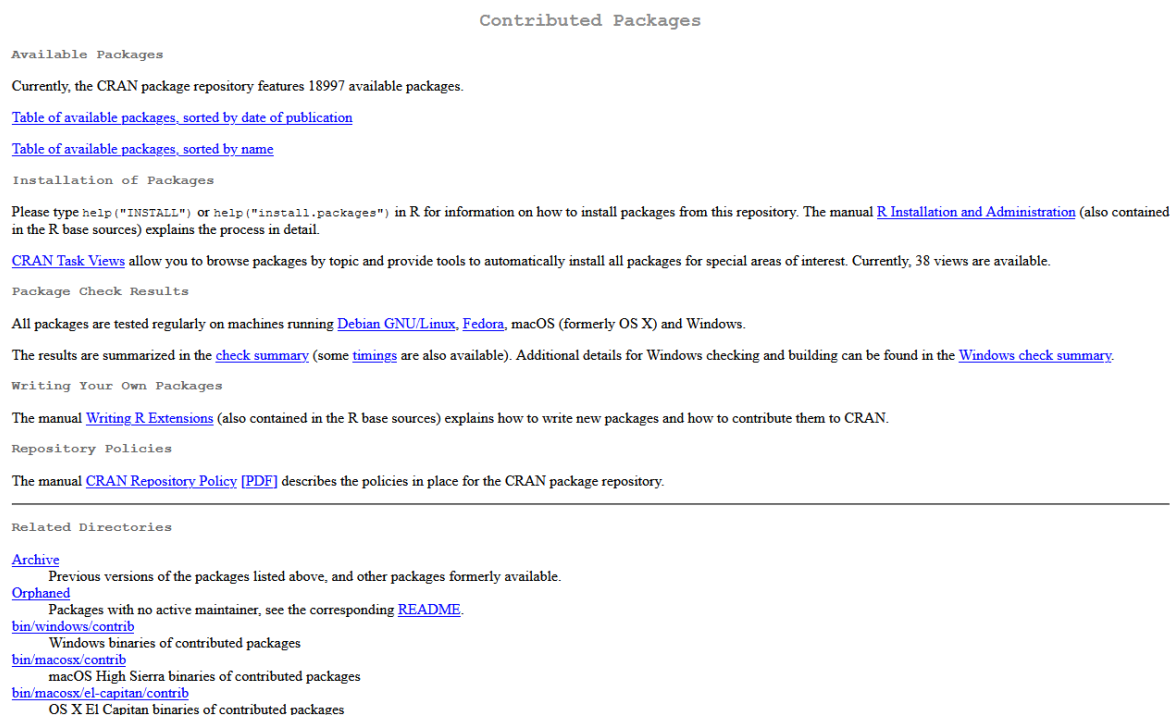 Contributed Packages
Available Packages
Currently, the CRAN package repository features 18997 available packages.
Table of available packages, sorted by date of publication
Table of available packages, sorted by name
Installation of Packages
Please type help("INSTALL") or help("install.packages") in R for information on how to install packages from this repository. The manual R Installation and Administration (also contained
in the R base sources) explains the process in detail.
CRAN Task Views allow you to browse packages by topic and provide tools to automatically install all packages for special areas of interest. Currently, 38 views are available.
Package Check Results
All packages are tested regularly on machines running Debian GNU/Linux, Fedora, macOS (formerly OS X) and Windows.
The results are summarized in the check summary (some timings are also available). Additional details for Windows checking and building can be found in the Windows check summary.
Writing Your Own Packages
The manual Writing R Extensions (also contained in the R base sources) explains how to write new packages and how to contribute them to CRAN.
Repository Policies
The manual CRAN Repository Policy [PDF] describes the policies in place for the CRAN package repository.
Related Directories
Archive
Previous versions of the packages listed above, and other packages formerly available.
Orphaned
Packages with no active maintainer, see the corresponding README.
bin/windows/contrib
Windows binaries of contributed packages
bin/macosx/contrib
macOS High Sierra binaries of contributed packages
bin/macosx/el-capitan/contrib
OS X El Capitan binaries of contributed packages